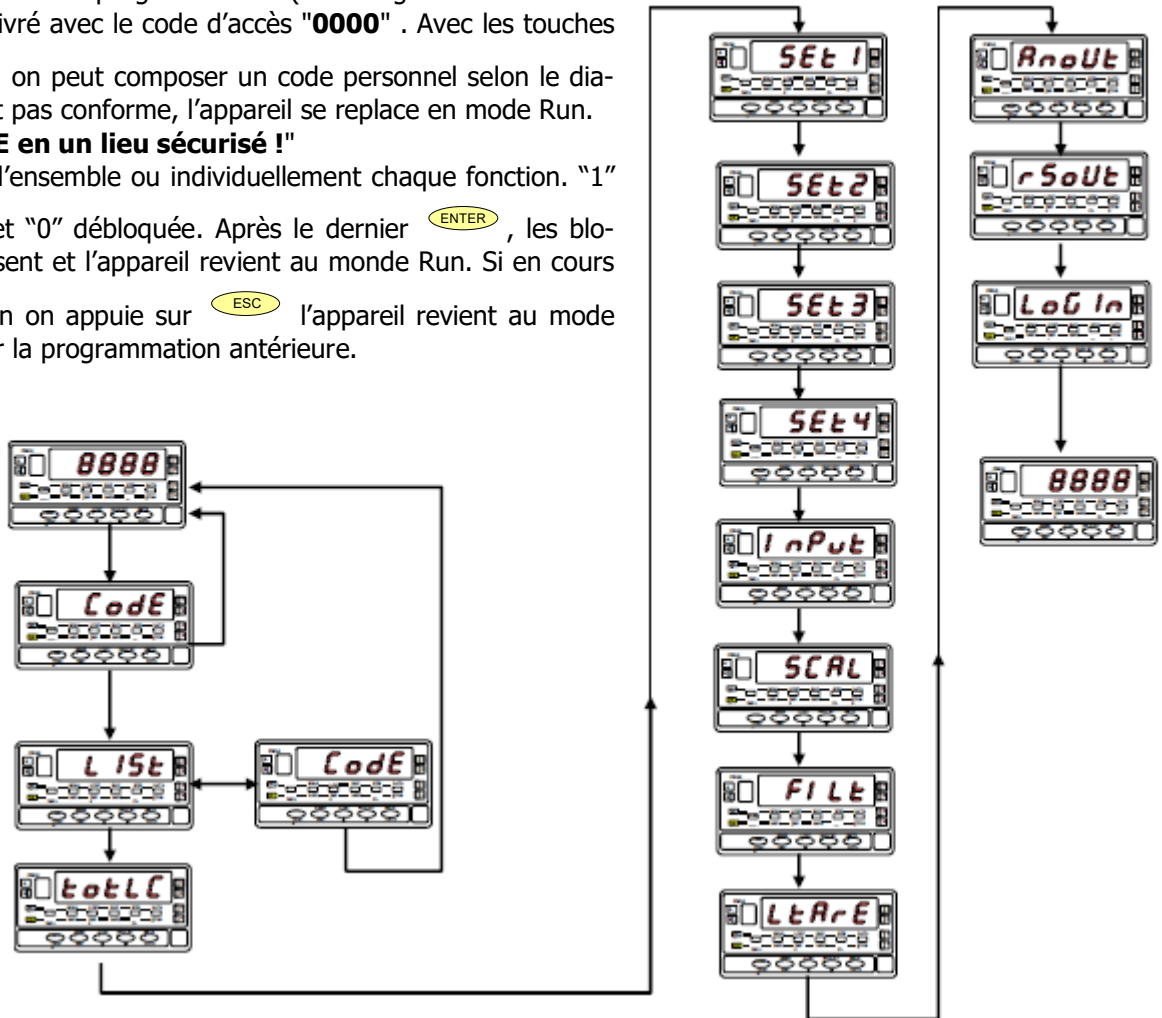 ivré avec le code d’accès "0000" . Avec les touches
on peut composer un code personnel selon le dia-
t pas conforme, l’appareil se replace en mode Run.
E en un lieu sécurisé !"
l’ensemble ou individuellement chaque fonction. “1”
et “0” débloquée. Après le dernier ENTER , les blo-
sent et l’appareil revient au monde Run. Si en cours
n on appuie sur ESC l’appareil revient au mode
r la programmation antérieure.
8888
CodE
LISt
CodE
totLC
SEt 1
SEt2
SEt3
SEt4
InPut
SCAL
FILt
LtArE
AnoUt
rSoUt
LoGIn
8888